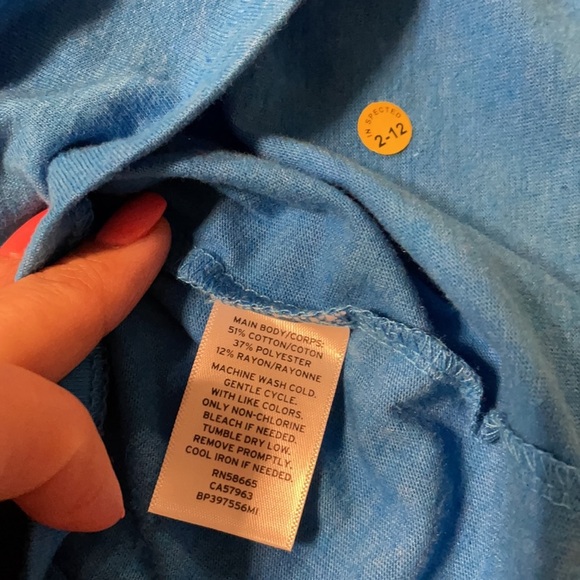 INSPECTED
2-12
MAIN BODY/CORPS:
51% COTTON/COTON
37% POLYESTER
12% RAYON/RAYONNE
MACHINE WASH COLD.
GENTLE CYCLE.
WITH LIKE COLORS.
ONLY NON-CHLORINE
BLEACH IF NEEDED.
TUMBLE DRY LOW.
REMOVE PROMPTLY.
COOL IRON IF NEEDED.
RN58665
CA57963
BP397556MI